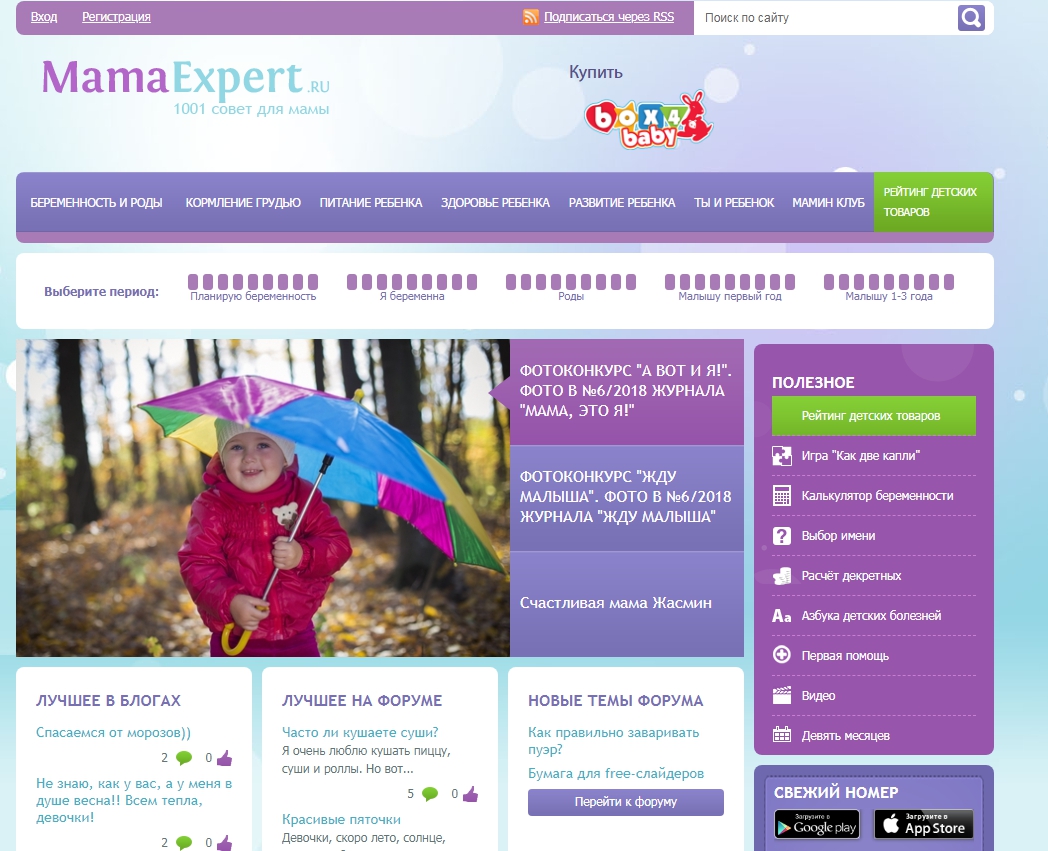 Вход Регистрация Подписаться через RSS Поиск по сайту
MamaExpert.RU
1001 совет для мамы
Купить
box4
baby
БЕРЕМЕННОСТЬ И РОДЫ КОРМЛЕНИЕ ГРУДЬЮ ПИТАНИЕ РЕБЕНКА ЗДОРОВЬЕ РЕБЕНКА РАЗВИТИЕ РЕБЕНКА ТЫ И РЕБЕНОК МАМИН КЛУБ
РЕЙТИНГ ДЕТСКИХ
ТОВАРОВ
Выберите период:
Планирую беременность Я беременна Роды Малышу первый год Малышу 1-3 года
ФОТОКОНКУРС "А ВОТ И Я!".
ФОТО В №6/2018 ЖУРНАЛА
"МАМА, ЭТО Я!"
ФОТОКОНКУРС "ЖДУ
МАЛЫША". ФОТО В №6/2018
ЖУРНАЛА "ЖДУ МАЛЫША"
Счастливая мама Жасмин
ПОЛЕЗНОЕ
Рейтинг детских товаров
Игра "Как две капли"
Калькулятор беременности
Выбор имени
Расчёт декретных
Аа Азбука детских болезней
Первая помощь
Видео
Девять месяцев
ЛУЧШЕЕ В БЛОГАХ
Спасаемся от морозов))
2 0
Не знаю, как у вас, а у меня в
душе весна!! Всем тепла,
девочки!
2 0
ЛУЧШЕЕ НА ФОРУМЕ
Часто ли кушаете суши?
Я очень люблю кушать пиццу,
суши и роллы. Но вот...
5 0
Красивые пяточки
Девочки, скоро лето, солнце,
НОВЫЕ ТЕМЫ ФОРУМА
Как правильно заваривать
пуэр?
Бумага для free-слайдеров
Перейти к форуму
СВЕЖИЙ НОМЕР
Загрузите в
Google play
Загрузите в
App Store